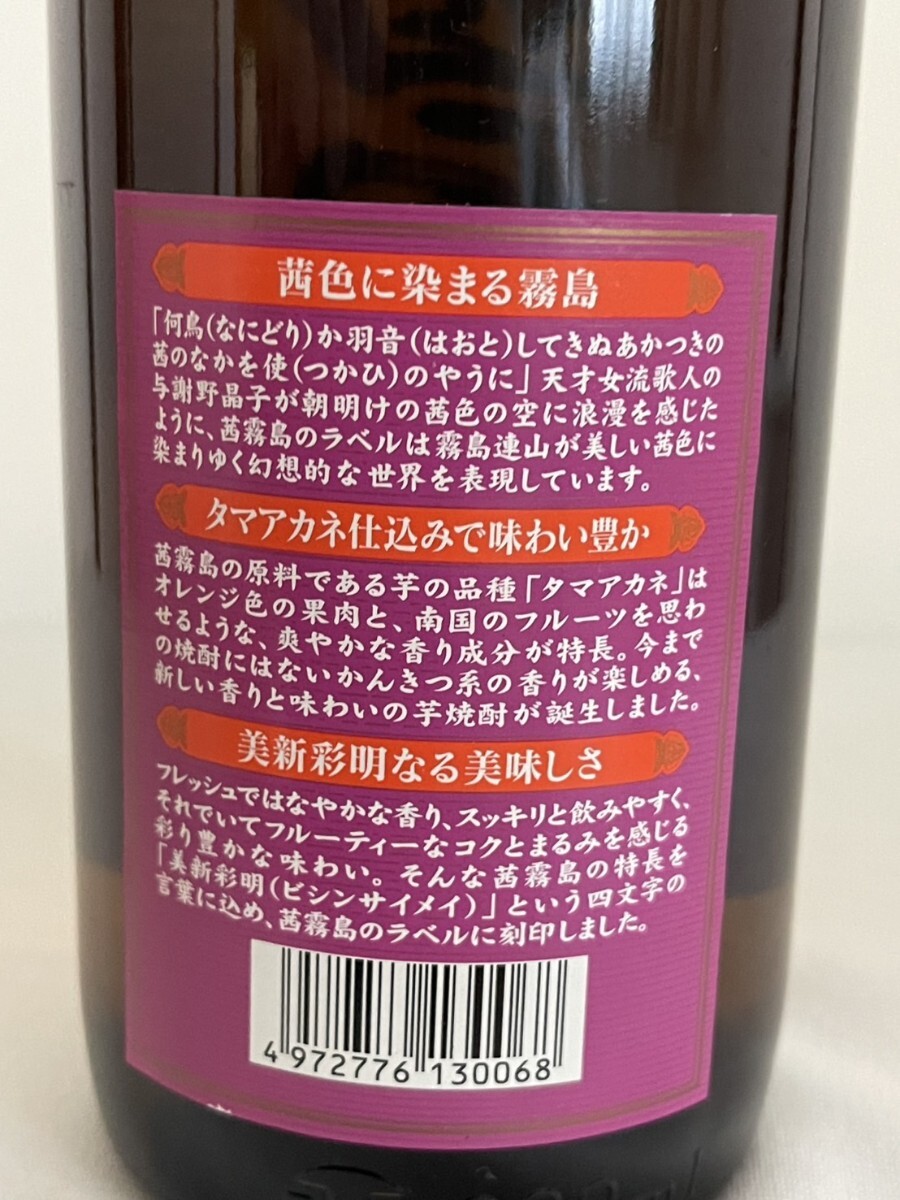 茜色に染まる霧島
「何鳥(なにどり)か羽音(はおと)してきぬあかつきの
茜のなかを使(つかひ)のやうに」天才女流歌人の
与謝野晶子が朝明けの茜色の空に浪漫を感じた
ように、茜霧島のラベルは霧島連山が美しい茜色に
染まりゆく幻想的な世界を表現しています。
タマアカネ仕込みで味わい豊か
茜霧島の原料である芋の品種「タマアカネ」は
オレンジ色の果肉と、南国のフルーツを思わ
せるような、爽やかな香り成分が特長。今まで
の焼酎にはないかんきつ系の香りが楽しめる、
新しい香りと味わいの芋焼酎が誕生しました。
美新彩明なる美味しさ
フレッシュではなやかな香り、スッキリと飲みやすく、
それでいてフルーティーなコクとまるみを感じる
彩り豊かな味わい。そんな茜霧島の特長を
「美新彩明(ビシンサイメイ)」という四文字の
言葉に込め、茜霧島のラベルに刻印しました。
4 972776 130068